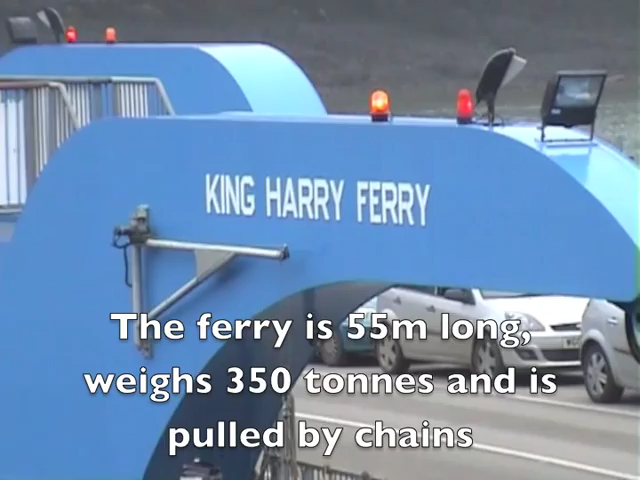 KING HARRY FERRY
The ferry is 55m long,
weighs 350 tonnes and is
pulled by chains